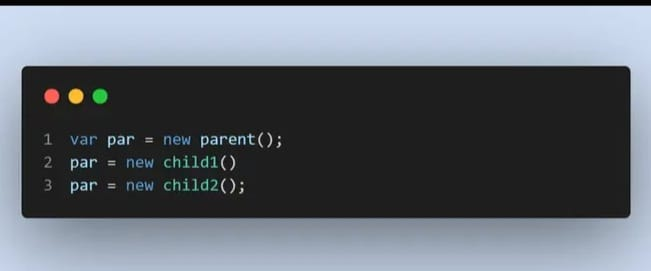 1 var par = new parent();
2 par = new child1()
3 par = new child2();